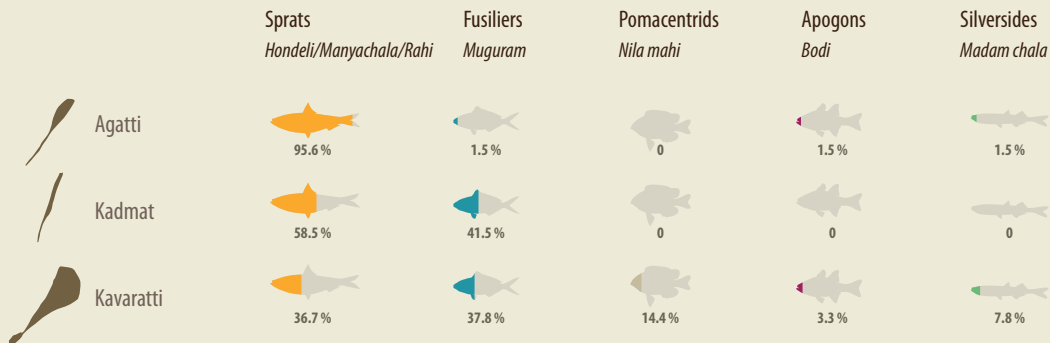 Sprats Fusiliers Pomacentrids Apogons Silversides
Hondeli/Manyachala/Rahi Muguram Nila mahi Bodi Madam chala
Agatti
95.6 % 1.5 % 0 1.5 % 1.5 %
Kadmat
58.5 % 41.5 % 0 0 0
Kavaratti
36.7 % 37.8 % 14.4 % 3.3 % 7.8 %